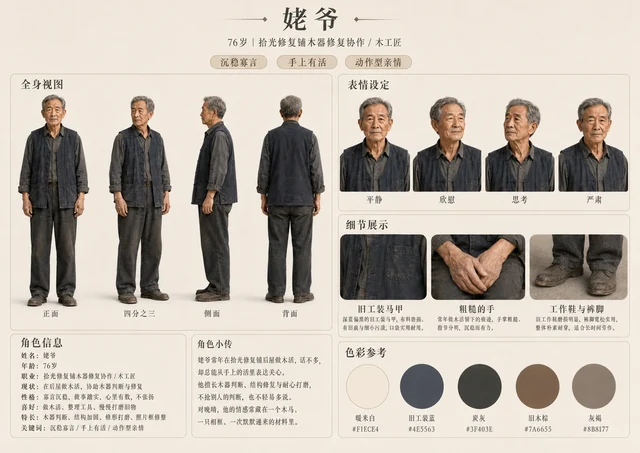 姥爷
76岁｜拾光修复铺木器修复协作 / 木工匠
沉稳寡言
手上有活
动作型亲情
全身视图
正面
四分之三
侧面
背面
表情设定
平静
欣慰
思考
严肃
细节展示
旧工装马甲
粗糙的手
工作鞋与裤脚
角色信息
姓名：姥爷
年龄：76岁
职业：拾光修复铺木器修复协作 / 木工匠
现状：在后屋做木活，协助木器判断与修复
性格：寡言沉稳，做事踏实，心里有数，不张扬
喜好：做木活、整理工具、慢慢打磨旧物
特长：木器判断、结构加固、修形打磨、照片框修整
关键词：沉稳寡言 / 手上有活 / 动作型亲情
角色小传
姥爷常年在拾光修复铺后屋做木活，话不多，
却总能从手上的活里表达关心。
他擅长木器判断、结构修复与耐心打磨，
不抢别人的判断，也不轻易多说。
对晚晴，他的情感常藏在一个木马、
一只相框、一次默默递来的材料里。
色彩参考
暖米白
旧工装蓝
炭灰
旧木棕
灰褐
#F1ECE4
#4E5563
#3F403E
#7A6655
#8B8177